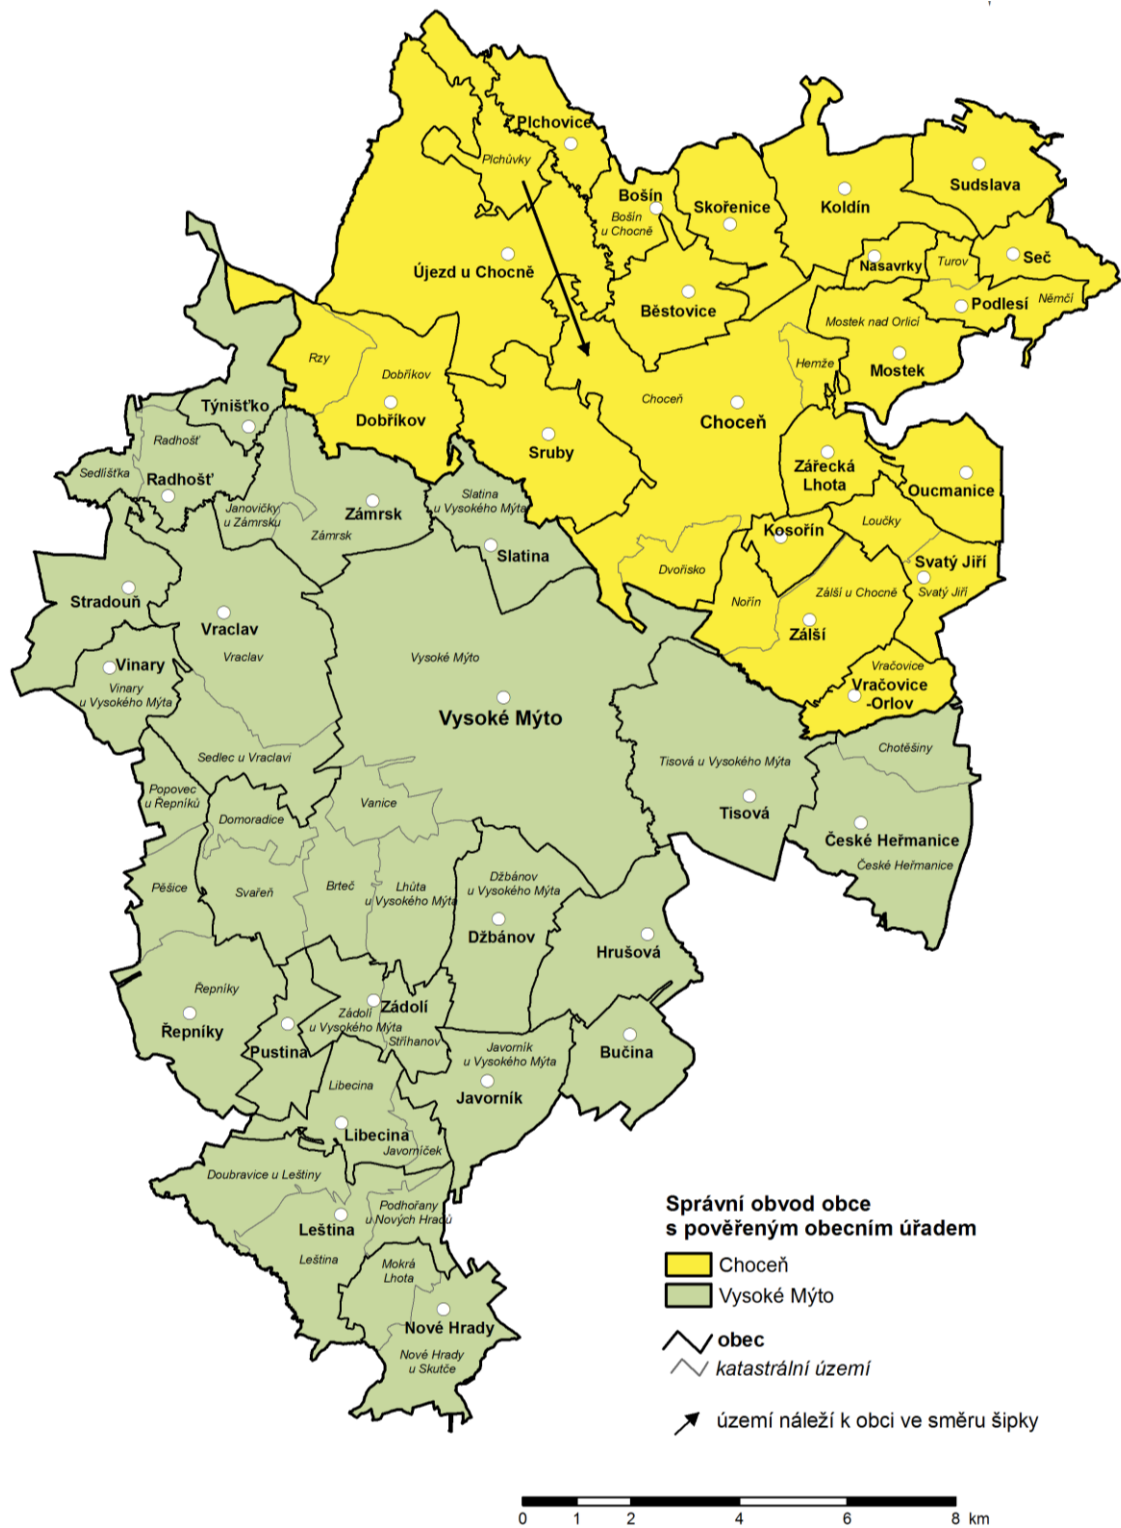 Plchovice
Plchůvky
Bošín
Bošín
u Chocně
Skořenice
Koldín
Sudslava
Újezd u Chocně
Nasavrky
Turov
Seč
Běstovice
Podlesí
Němčí
Mostek nad Orlicí
Rzy
Dobříkov
Hemže
Mostek
Týnišťko
Dobříkov
Choceň
Choceň
Radhošť
Sruby
Sedlíšťka
Radhošť
Zářecká
Lhota
Oucmanice
Janovičky
u Zámrsku
Zámrsk
Zámrsk
Slatina
u Vysokého Mýta
Kosořín
Loučky
Slatina
Dvořisko
Svatý Jiří
Svatý Jiří
Stradouň
Nořín
Zálší u Chocně
Vraclav
Zálší
Vraclav
Vysoké Mýto
Vinary
Vinary
u Vysokého Mýta
Vračovice
Vračovice
-Orlov
Vysoké Mýto
Sedlec u Vraclavi
Tisová u Vysokého Mýta
Chotěšiny
Popovec
u Řepníků
Vanice
Tisová
Domoradice
České Heřmanice
České Heřmanice
Pěšice
Svařeň
Brteč
Lhůta
u Vysokého Mýta
Džbánov
u Vysokého Mýta
Džbánov
Hrušová
Řepníky
Řepníky
Zádolí
Zádolí
u Vysokého Mýta
Stříhanov
Pustina
Javorník
u Vysokého Mýta
Bučina
Libecina
Javorník
Libecina
Javorníček
Doubravice u Leštiny
Podhořany
u Nových Hradů
Leština
Leština
Mokrá
Lhota
Nové Hrady
Nové Hrady
u Skutče
Správní obvod obce
s pověřeným obecním úřadem
Choceň
Vysoké Mýto
obec
katastrální území
území náleží k obci ve směru šipky
0 1 2 4 6 8 km